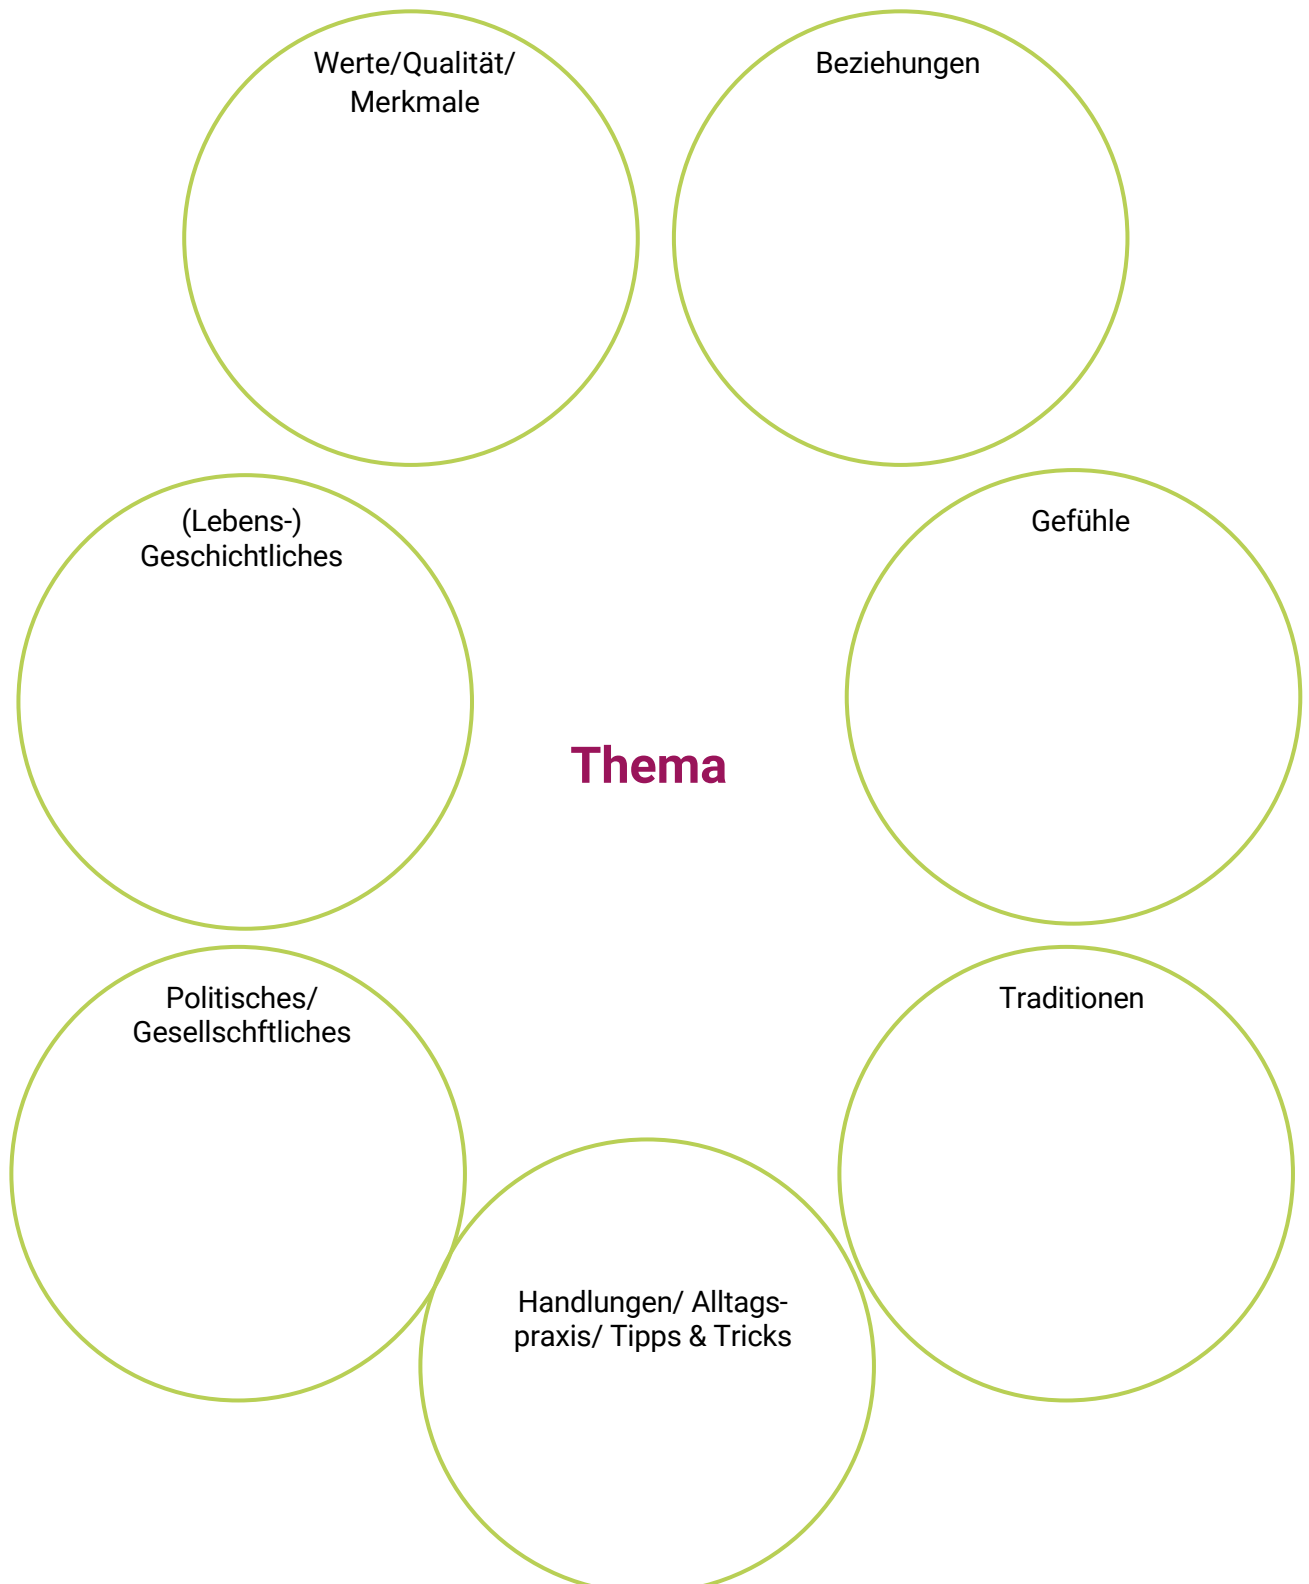 Werte/Qualität/
Merkmale
Beziehungen
(Lebens-)
Geschichtliches
Gefühle
Thema
Politisches/
Gesellschftliches
Traditionen
Handlungen/ Alltags-
praxis/ Tipps & Tricks